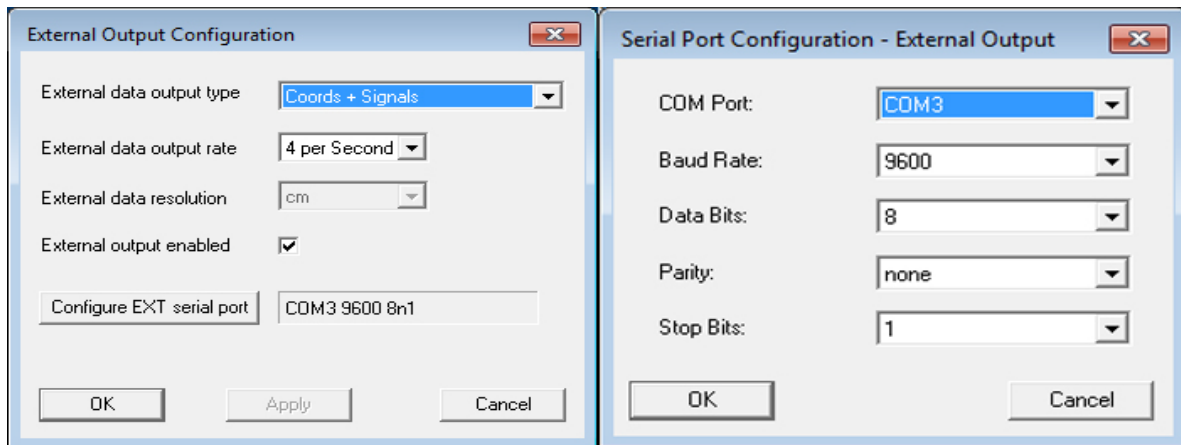 External Output Configuration
External data output type Coords + Signals
External data output rate 4 per Second
External data resolution cm
External output enabled
Configure EXT serial port COM3 9600 8n1
OK Apply Cancel
Serial Port Configuration - External Output
COM Port: COM3
Baud Rate: 9600
Data Bits: 8
Parity: none
Stop Bits: 1
OK Cancel